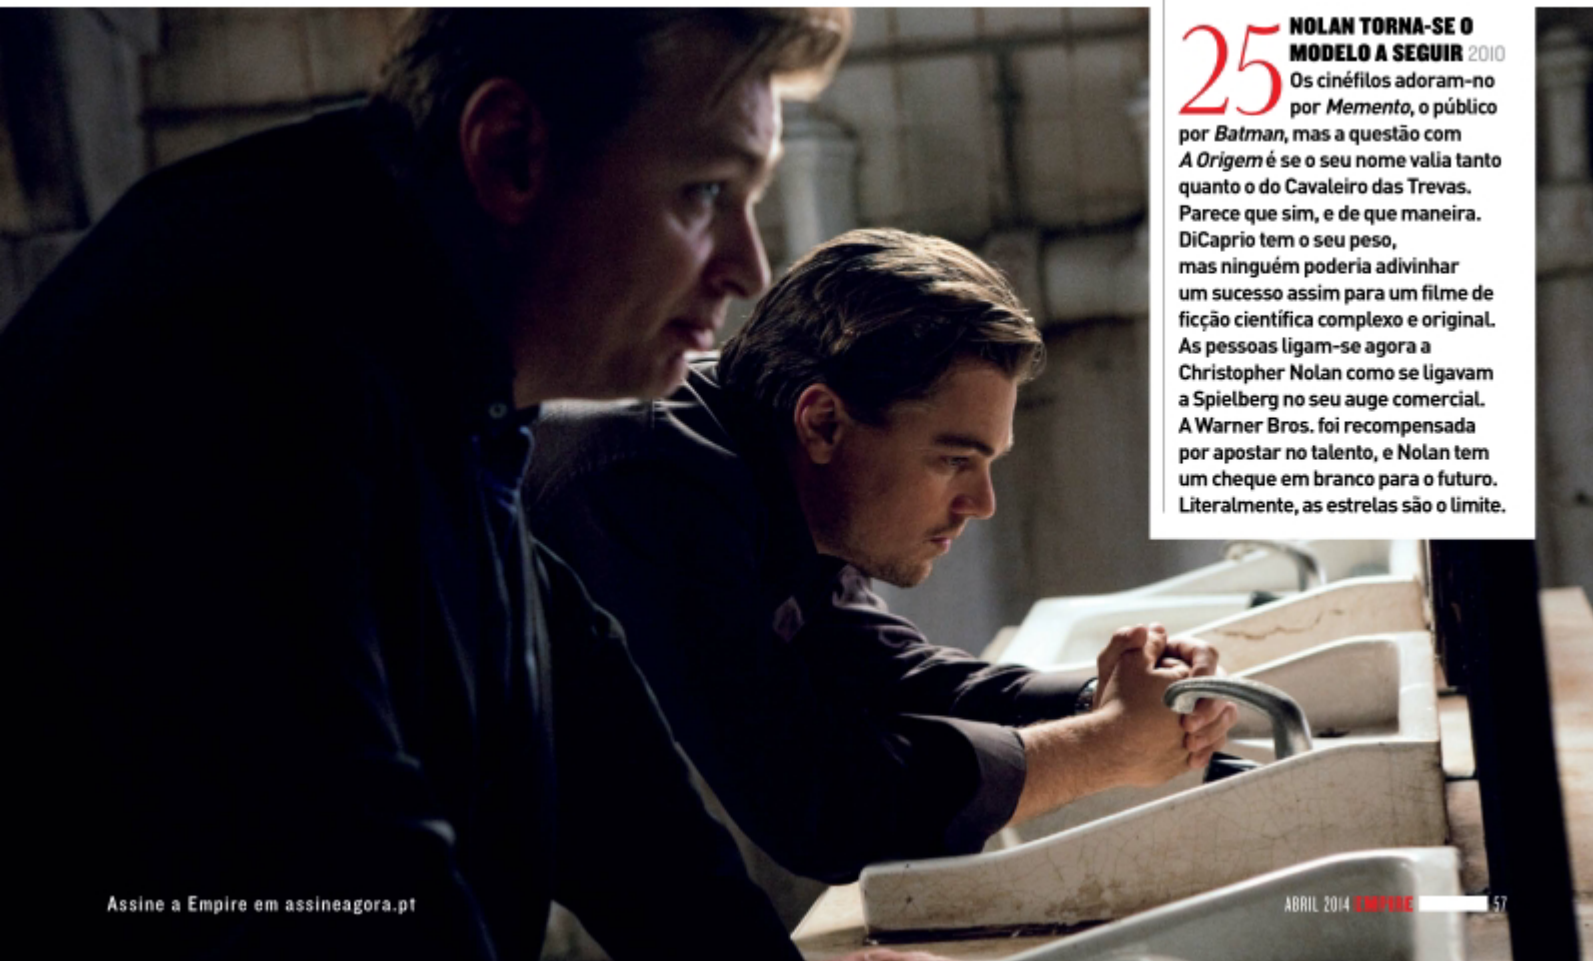 25
NOLAN TORNA-SE O
MODELO A SEGUIR 2010
Os cinéfilos adoram-no
por Memento, o público
por Batman, mas a questão com
A Origem é se o seu nome valia tanto
quanto o do Cavaleiro das Trevas.
Parece que sim, e de que maneira.
DiCaprio tem o seu peso,
mas ninguém poderia adivinhar
um sucesso assim para um filme de
ficção científica complexo e original.
As pessoas ligam-se agora a
Christopher Nolan como se ligavam
a Spielberg no seu auge comercial.
A Warner Bros. foi recompensada
por apostar no talento, e Nolan tem
um cheque em branco para o futuro.
Literalmente, as estrelas são o limite.
Assine a Empire em assineagora.pt
ABRIL 2014 EMPIRE 57